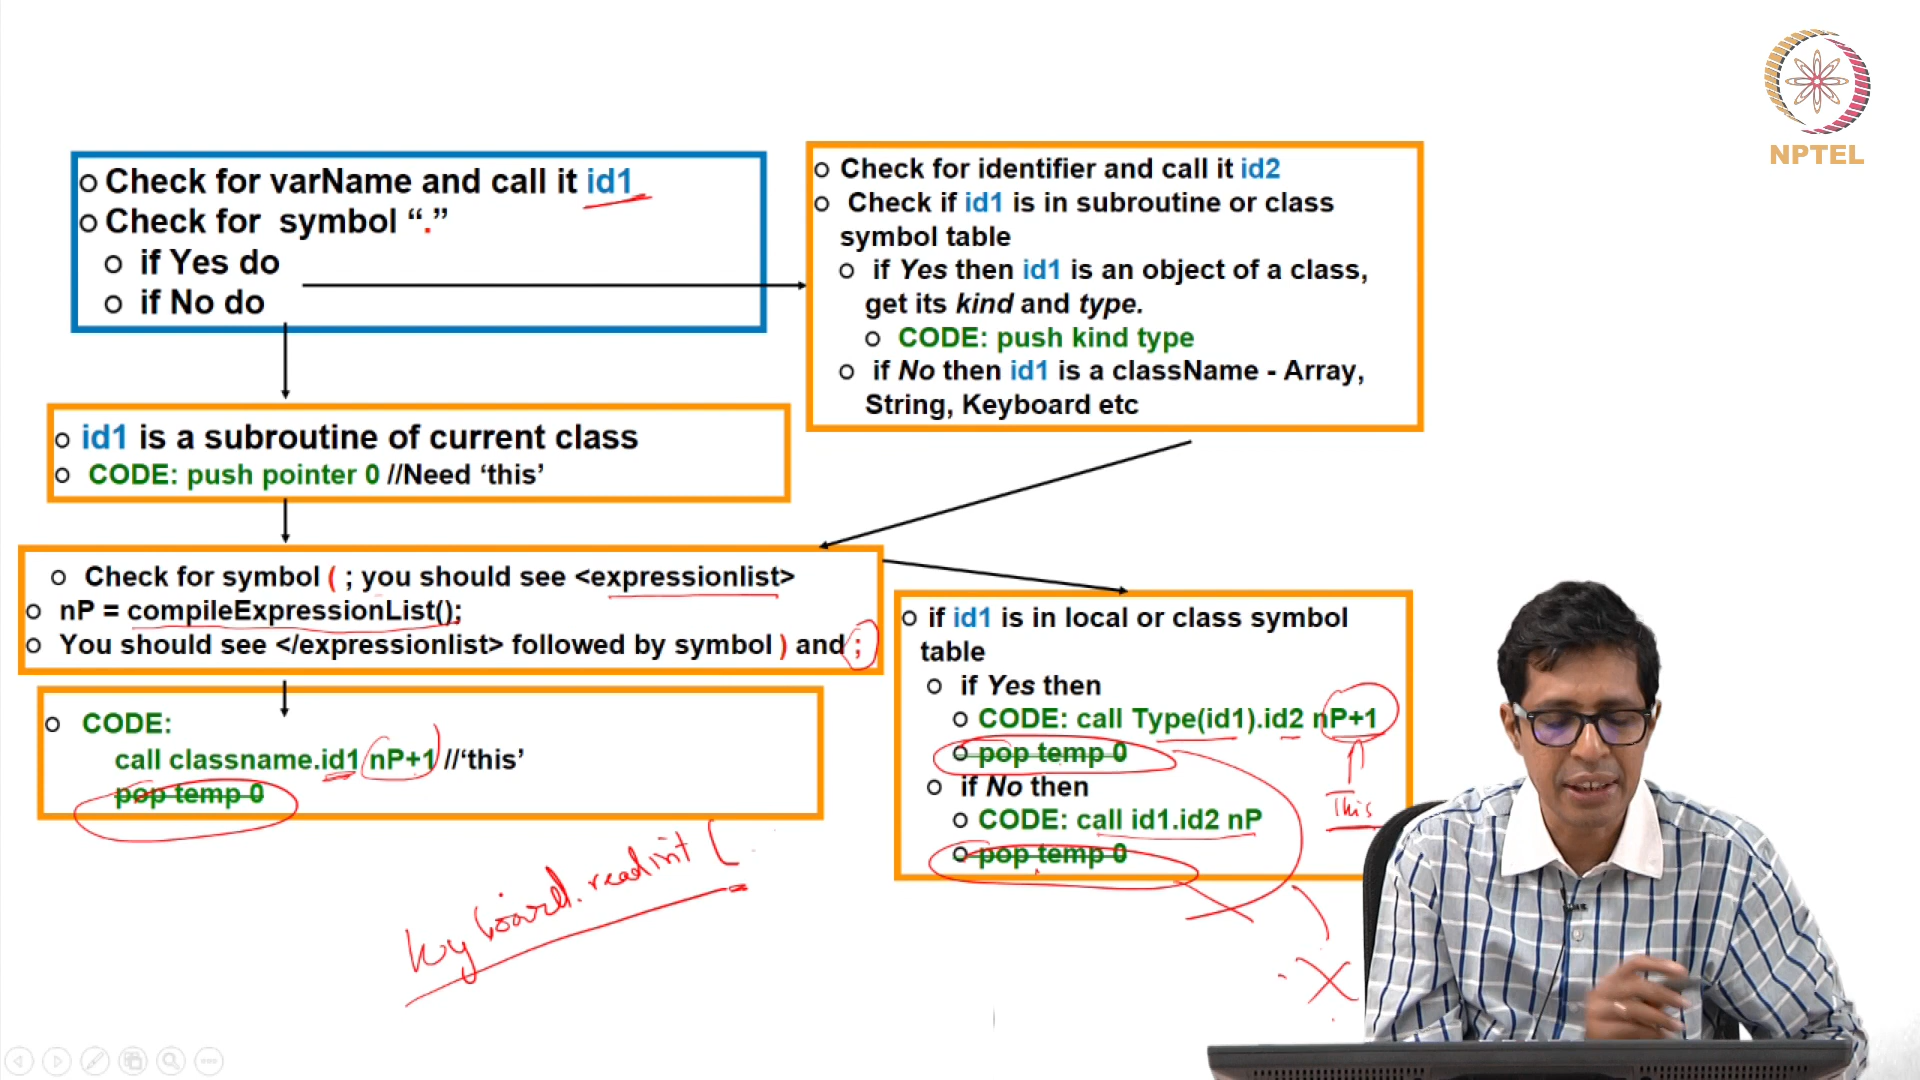 NPTEL
Check for varName and call it id1
Check for symbol “.”
if Yes do
if No do
Check for identifier and call it id2
Check if id1 is in subroutine or class
symbol table
if Yes then id1 is an object of a class,
get its kind and type.
CODE: push kind type
if No then id1 is a className - Array,
String, Keyboard etc
id1 is a subroutine of current class
CODE: push pointer 0 //Need ‘this’
Check for symbol ( ; you should see <expressionlist>
nP = compileExpressionList();
You should see </expressionlist> followed by symbol ) and ;
CODE:
call classname.id1 nP+1 //‘this’
pop temp 0
if id1 is in local or class symbol
table
if Yes then
CODE: call Type(id1).id2 nP+1
pop temp 0
if No then
CODE: call id1.id2 nP
pop temp 0
This
Keyboard.readint (